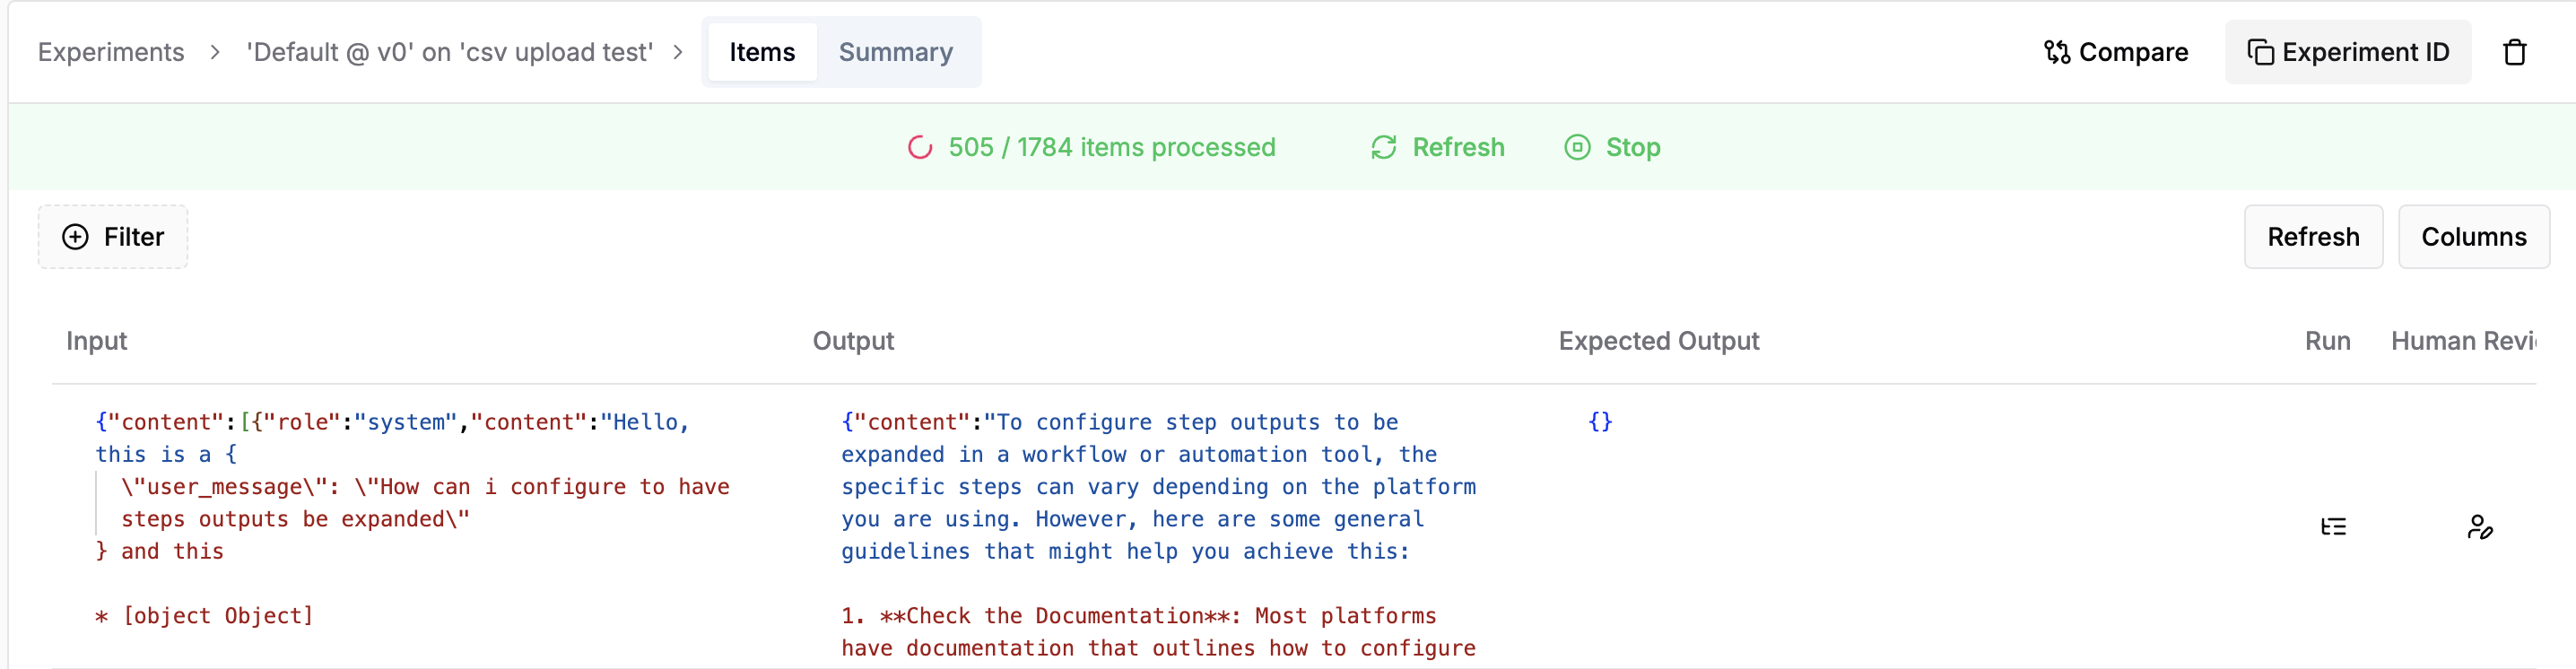 Experiments > 'Default @ v0' on 'csv upload test' > Items Summary Compare Experiment ID
505 / 1784 items processed Refresh Stop
Filter Refresh Columns
Input Output Expected Output Run Human Revi
{"content":[{"role":"system","content":"Hello,
this is a {
\"user_message\": \"How can i configure to have
steps outputs be expanded\"
} and this
* [object Object]
{"content":"To configure step outputs to be
expanded in a workflow or automation tool, the
specific steps can vary depending on the platform
you are using. However, here are some general
guidelines that might help you achieve this:
1. **Check the Documentation**: Most platforms
have documentation that outlines how to configure
{}